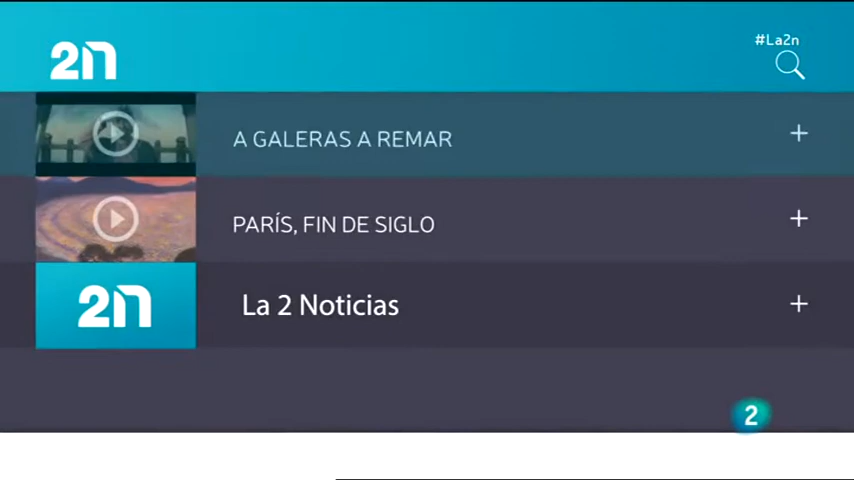 2n
#La2n
A GALERAS A REMAR
PARÍS, FIN DE SIGLO
2n
La 2 Noticias
2